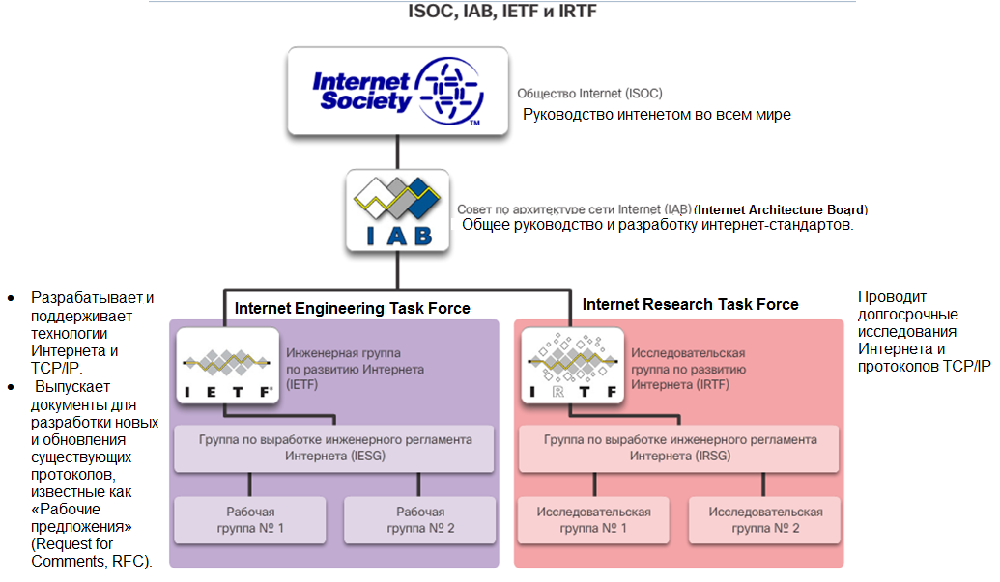 ISOC, IAB, IETF и IRTF
Internet
Society
TM
Общество Internet (ISOC)
Руководство интенетом во всем мире
I A B
Совет по архитектуре сети Internet (IAB) (Internet Architecture Board)
Общее руководство и разработку интернет-стандартов.
• Разрабатывает и
поддерживает
технологии
Интернета и
TCP/IP.
• Выпускает
документы для
разработки новых
и обновления
существующих
протоколов,
известные как
«Рабочие
предложения»
(Request for
Comments, RFC).
Internet Engineering Task Force
I E T F®
Инженерная группа
по развитию Интернета
(IETF)
Группа по выработке инженерного регламента
Интернета (IESG)
Рабочая
группа № 1
Рабочая
группа № 2
Internet Research Task Force
I R T F
Исследовательская
группа по развитию
Интернета (IRTF)
Группа по выработке инженерного регламента
Интернета (IRSG)
Исследовательская
группа № 1
Исследовательская
группа № 2
Проводит
долгосрочные
исследования
Интернета и
протоколов TCP/IP